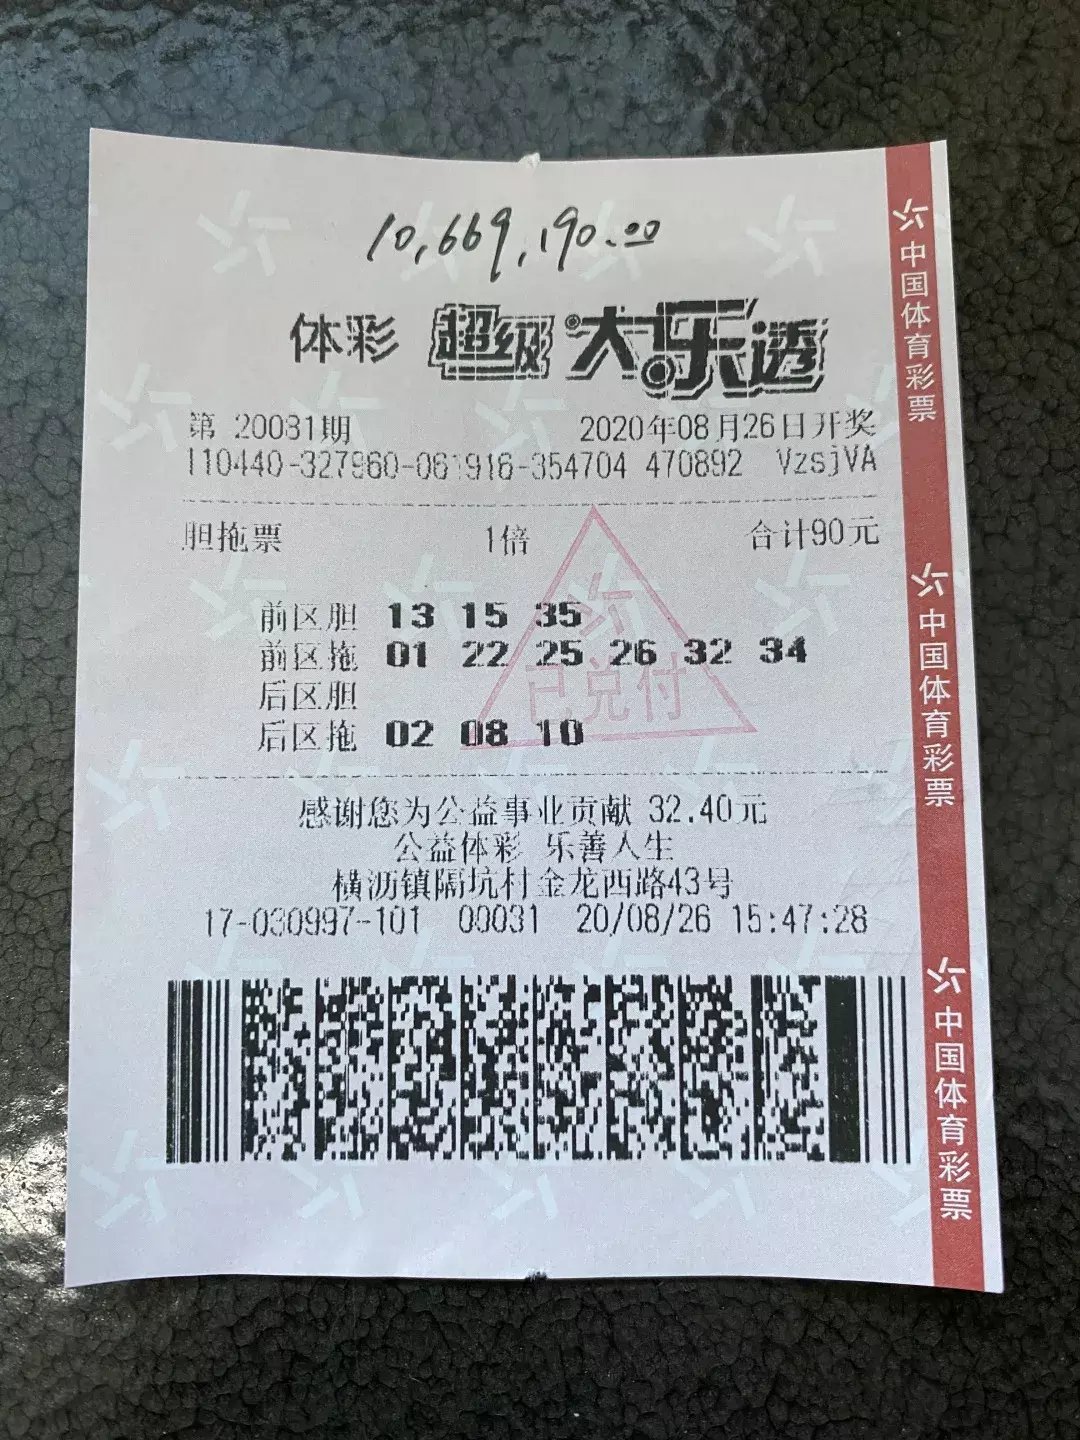 10,669,190.00
体彩 超级大乐透
第 20081期 2020年08月26日开奖
110440-327960-061916-354704 470892 VzsjVA
胆拖票 1倍 合计90元
前区胆 13 15 35
前区拖 01 22 25 26 32 34
后区胆
后区拖 02 08 10
已兑付
感谢您为公益事业贡献 32.40元
公益体彩 乐善人生
横沥镇隔坑村金龙西路43号
17-030997-101 00031 20/08/26 15:47:28
中国体育彩票
中国体育彩票
中国体育彩票